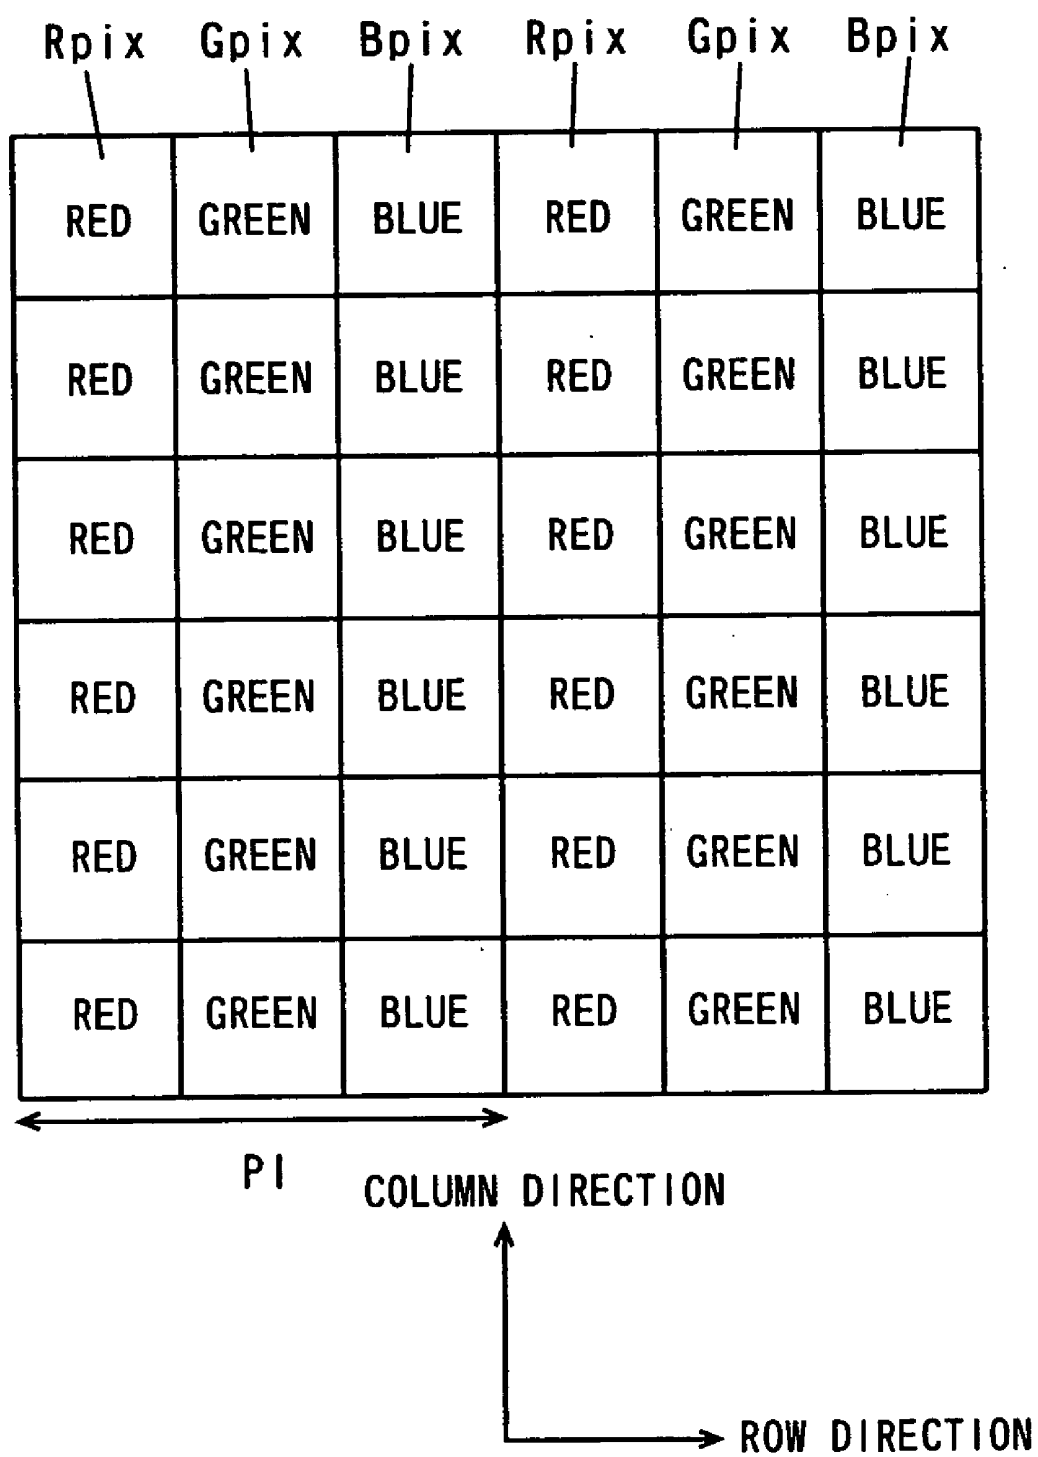 Rpix Gpix Bpix Rpix Gpix Bpix
RED GREEN BLUE RED GREEN BLUE
RED GREEN BLUE RED GREEN BLUE
RED GREEN BLUE RED GREEN BLUE
RED GREEN BLUE RED GREEN BLUE
RED GREEN BLUE RED GREEN BLUE
RED GREEN BLUE RED GREEN BLUE
PI
COLUMN DIRECTION
ROW DIRECTION